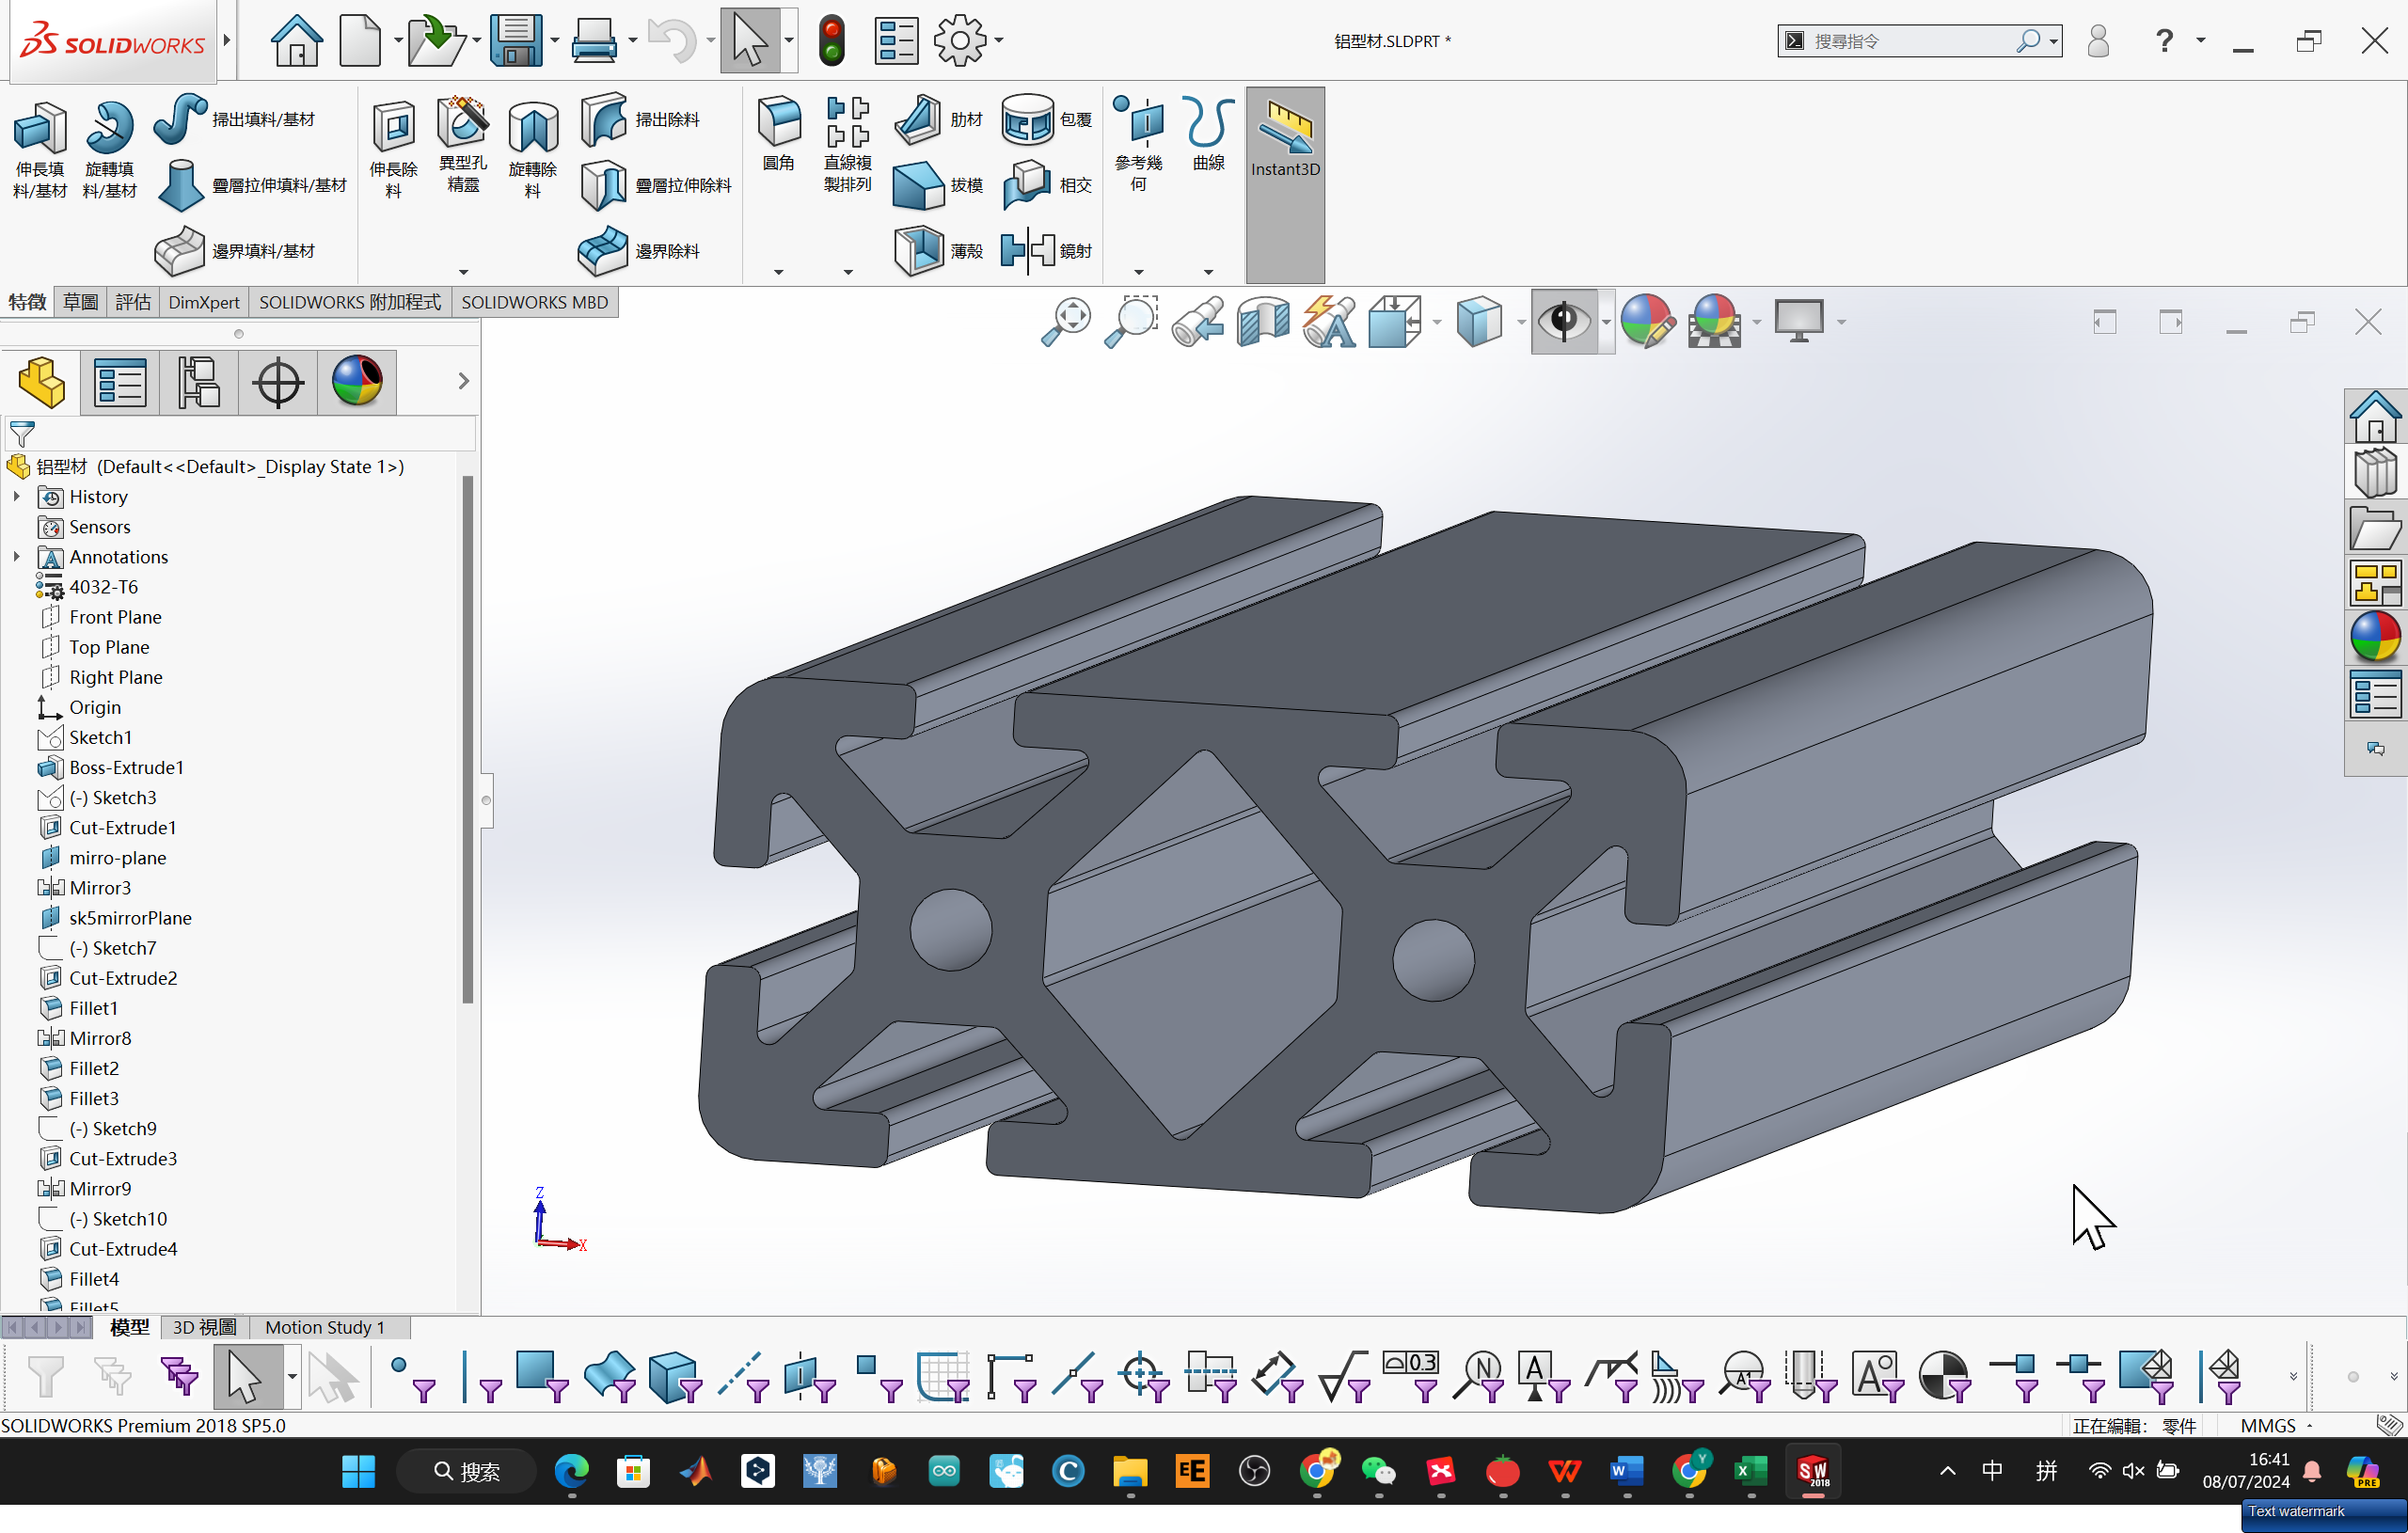 SOLIDWORKS
铝型材.SLDPRT *
搜尋指令
伸長填
料/基材
旋轉填
料/基材
掃出填料/基材
疊層拉伸填料/基材
邊界填料/基材
伸長除
料
異型孔
精靈
旋轉除
料
掃出除料
疊層拉伸除料
邊界除料
圓角
直線複
製排列
肋材
拔模
薄殼
包覆
相交
鏡射
參考幾
何
曲線
Instant3D
特徵
草圖
評估
DimXpert
SOLIDWORKS 附加程式
SOLIDWORKS MBD
铝型材 (Default<<Default>_Display State 1>)
History
Sensors
Annotations
4032-T6
Front Plane
Top Plane
Right Plane
Origin
Sketch1
Boss-Extrude1
(-) Sketch3
Cut-Extrude1
mirro-plane
Mirror3
sk5mirrorPlane
(-) Sketch7
Cut-Extrude2
Fillet1
Mirror8
Fillet2
Fillet3
(-) Sketch9
Cut-Extrude3
Mirror9
(-) Sketch10
Cut-Extrude4
Fillet4
Fillet5
Z
X
模型
3D 視圖
Motion Study 1
SOLIDWORKS Premium 2018 SP5.0
正在編輯: 零件
MMGS
搜索
中
拼
16:41
08/07/2024
Text watermark